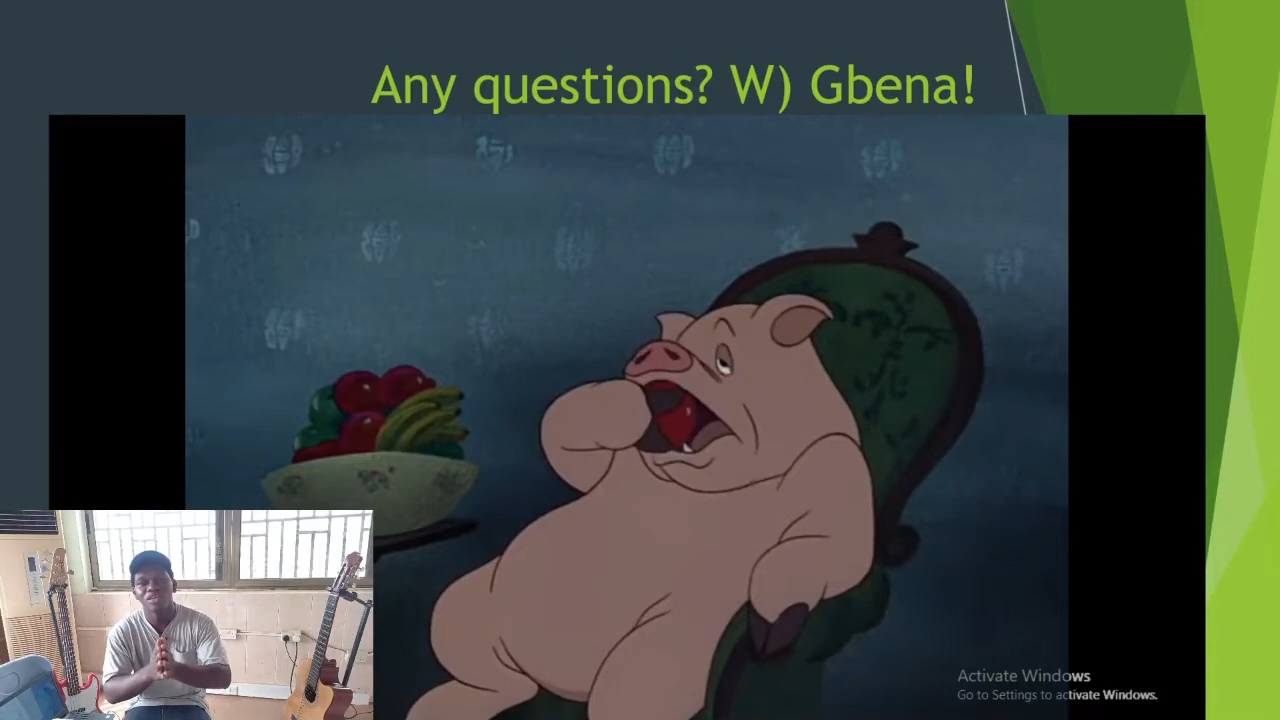 Any questions? W) Gbena!
Activate Windows
Go to Settings to activate Windows.